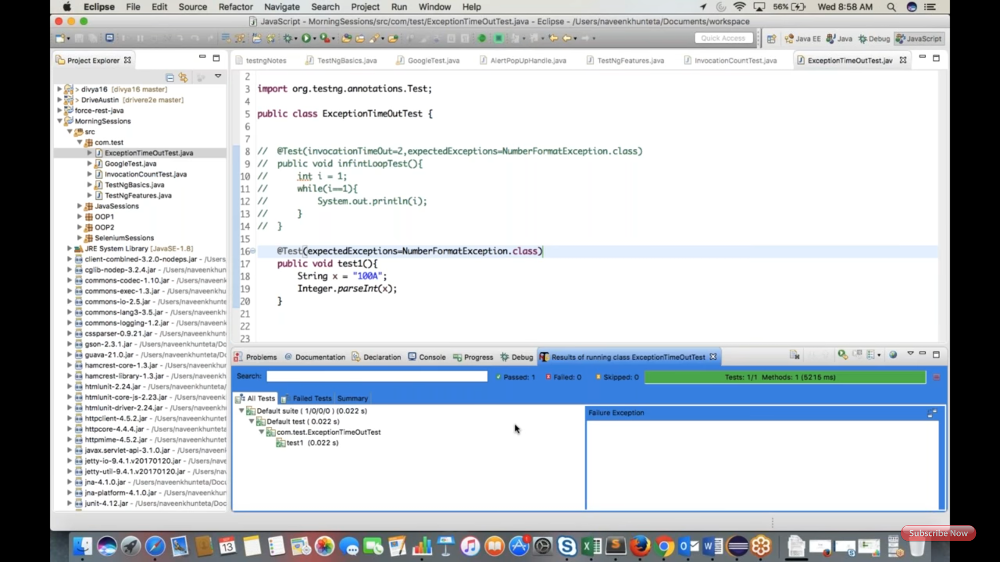 Eclipse File Edit Source Refactor Navigate Search Project Run Window Help 56% Wed 8:58 AM
JavaScript - MorningSessions/src/com/test/ExceptionTimeOutTest.java - Eclipse - /Users/naveenkhunteta/Documents/workspace
Quick Access Java EE Java Debug JavaScript
Project Explorer
> divya16 [divya16 master]
> DriveAustin [drivere2e master]
force-rest-java
MorningSessions
src
com.test
ExceptionTimeOutTest.java
GoogleTest.java
InvocationCountTest.java
TestNgBasics.java
TestNgFeatures.java
JavaSessions
OOP1
OOP2
SeleniumSessions
JRE System Library [JavaSE-1.8]
client-combined-3.2.0-nodeps.jar - /Users
cglib-nodep-3.2.4.jar - /Users/naveenkhun
commons-codec-1.10.jar - /Users/naveenk
commons-exec-1.3.jar - /Users/naveenkhu
commons-io-2.5.jar - /Users/naveenkhunte
commons-lang3-3.5.jar - /Users/naveenkh
commons-logging-1.2.jar - /Users/naveenk
cssparser-0.9.21.jar - /Users/naveenkhunt
gson-2.3.1.jar - /Users/naveenkhunteta/Do
guava-21.0.jar - /Users/naveenkhunteta/Do
hamcrest-core-1.3.jar - /Users/naveenkhu
hamcrest-library-1.3.jar - /Users/naveenkh
htmlunit-2.24.jar - /Users/naveenkhunteta
htmlunit-core-js-2.23.jar - /Users/naveenk
htmlunit-driver-2.24.jar - /Users/naveenkh
httpclient-4.5.2.jar - /Users/naveenkhunte
httpcore-4.4.4.jar - /Users/naveenkhunteta
httpmime-4.5.2.jar - /Users/naveenkhunte
javax.servlet-api-3.1.0.jar - /Users/naveen
jetty-io-9.4.1.v20170120.jar - /Users/nave
jetty-util-9.4.1.v20170120.jar - /Users/nav
jna-4.1.0.jar - /Users/naveenkhunteta/Docu
jna-platform-4.1.0.jar - /Users/naveenkhun
junit-4.12.jar - /Users/naveenkhunteta/Doc
testngNotes TestNgBasics.java GoogleTest.java AlertPopUpHandle.java TestNgFeatures.java InvocationCountTest.java ExceptionTimeOutTest.jav
2
3 import org.testng.annotations.Test;
4
5 public class ExceptionTimeOutTest {
6
7
8 // @Test(invocationTimeOut=2,expectedExceptions=NumberFormatException.class)
9 // public void infintLoopTest(){
10 // int i = 1;
11 // while(i==1){
12 // System.out.println(i);
13 // }
14 // }
15
16 @Test(expectedExceptions=NumberFormatException.class)
17 public void test1(){
18 String x = "100A";
19 Integer.parseInt(x);
20 }
21
22
23
Problems Documentation Declaration Console Progress Debug Results of running class ExceptionTimeOutTest
Search: Passed: 1 Failed: 0 Skipped: 0 Tests: 1/1 Methods: 1 (5215 ms)
All Tests Failed Tests Summary
Default suite ( 1/0/0/0 ) (0.022 s)
Default test ( 0.022 s)
com.test.ExceptionTimeOutTest
test1 (0.022 s)
Failure Exception
Subscribe Now
13